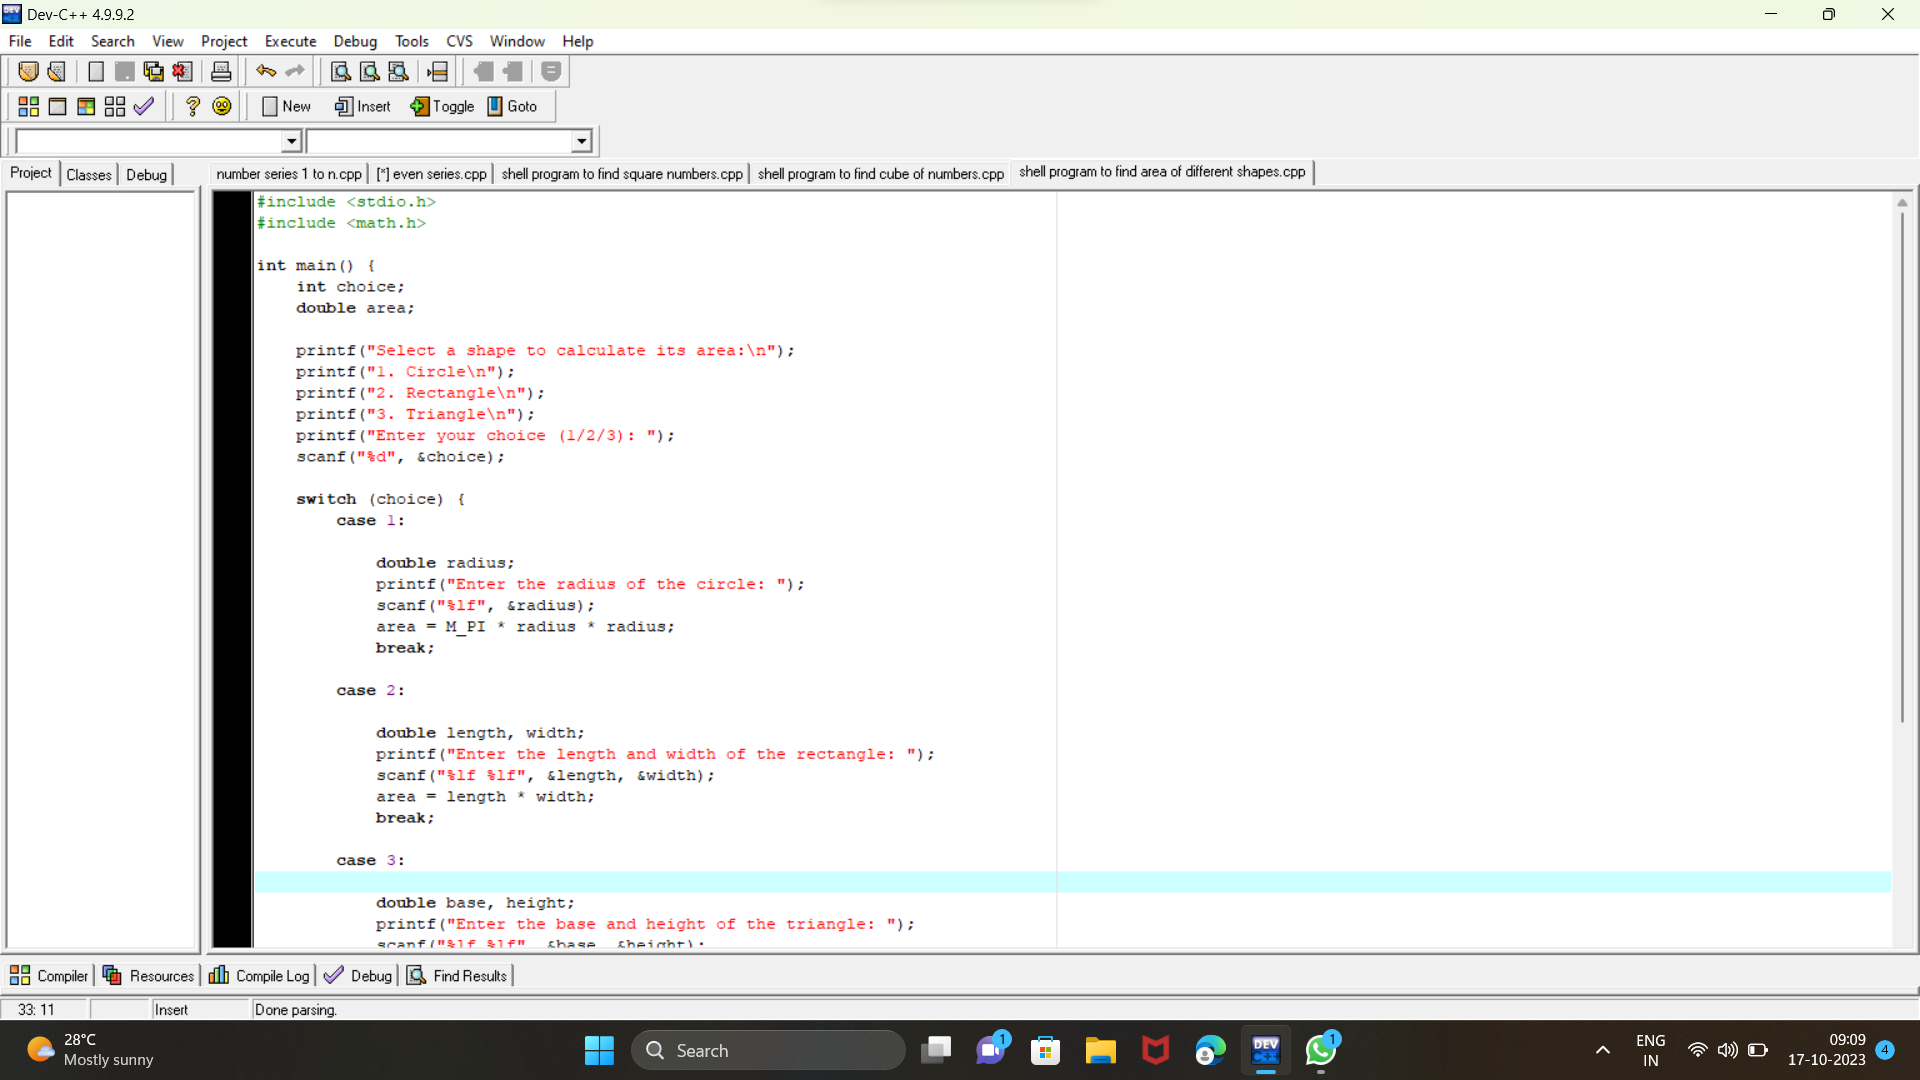 Dev-C++ 4.9.9.2
File Edit Search View Project Execute Debug Tools CVS Window Help
New Insert Toggle Goto
Project Classes Debug
number series 1 to n.cpp [*] even series.cpp shell program to find square numbers.cpp shell program to find cube of numbers.cpp shell program to find area of different shapes.cpp
#include <stdio.h>
#include <math.h>
int main() {
int choice;
double area;
printf("Select a shape to calculate its area:\n");
printf("1. Circle\n");
printf("2. Rectangle\n");
printf("3. Triangle\n");
printf("Enter your choice (1/2/3): ");
scanf("%d", &choice);
switch (choice) {
case 1:
double radius;
printf("Enter the radius of the circle: ");
scanf("%lf", &radius);
area = M_PI * radius * radius;
break;
case 2:
double length, width;
printf("Enter the length and width of the rectangle: ");
scanf("%lf %lf", &length, &width);
area = length * width;
break;
case 3:
double base, height;
printf("Enter the base and height of the triangle: ");
scanf("%lf %lf", &base, &height);
Compiler Resources Compile Log Debug Find Results
33: 11 Insert Done parsing.
28°C
Mostly sunny
Search
1
DEV
C++
1
ENG
IN
09:09
17-10-2023
4